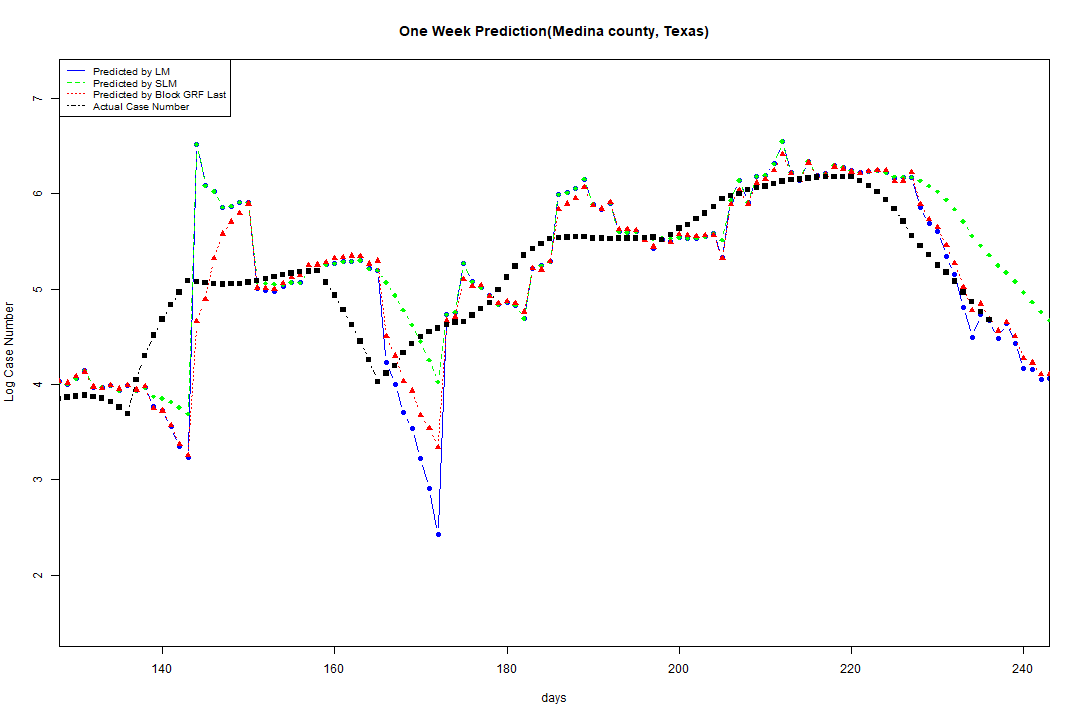 One Week Prediction(Medina county, Texas)
Predicted by LM
Predicted by SLM
Predicted by Block GRF Last
Actual Case Number
7
6
5
4
3
2
Log Case Number
140 160 180 200 220 240
days